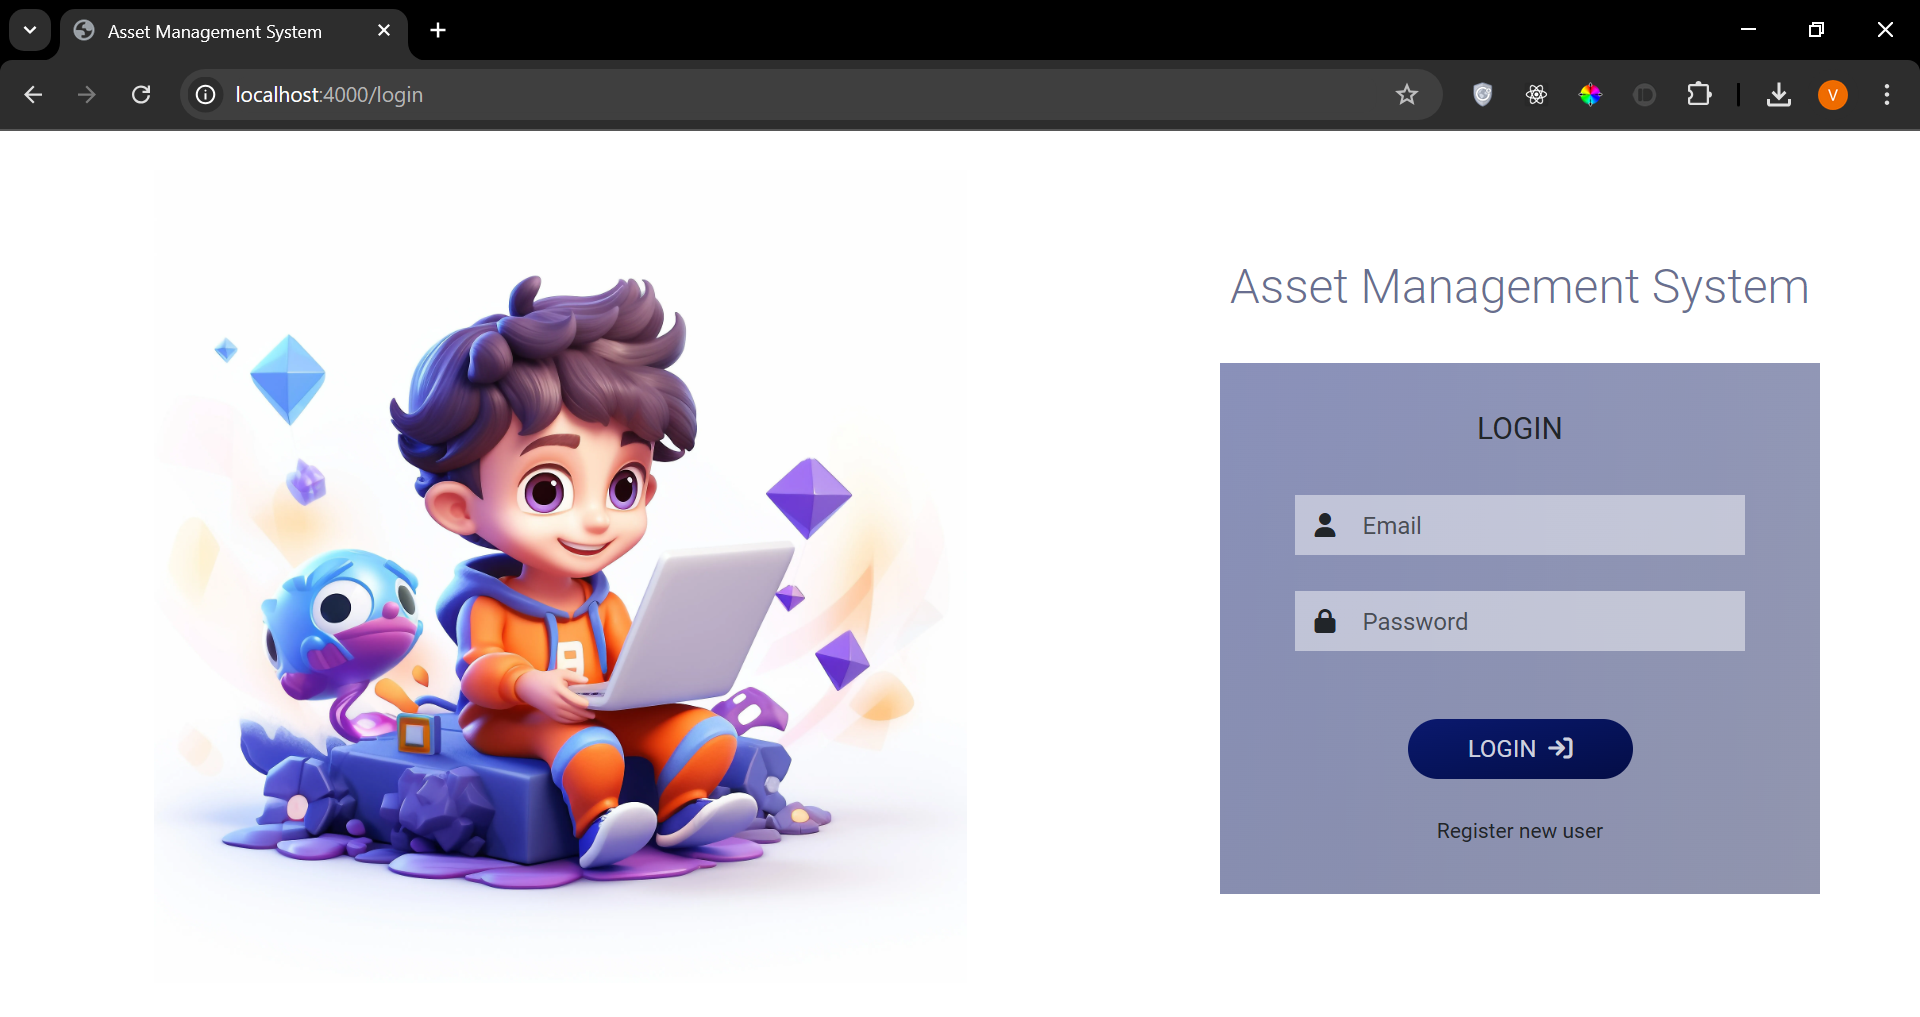 Asset Management System
localhost:4000/login
V
Asset Management System
LOGIN
Email
Password
LOGIN
Register new user